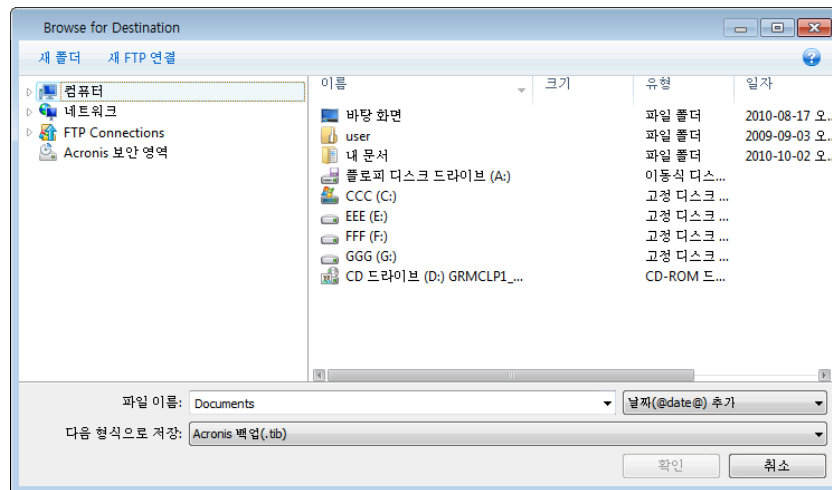 Browse for Destination
새 폴더 새 FTP 연결
컴퓨터
네트워크
FTP Connections
Acronis 보안 영역
이름 크기 유형 일자
바탕 화면 파일 폴더 2010-08-17 오..
user 파일 폴더 2009-09-03 오..
내 문서 파일 폴더 2010-10-02 오..
플로피 디스크 드라이브 (A:) 이동식 디스...
CCC (C:) 고정 디스크 ...
EEE (E:) 고정 디스크 ...
FFF (F:) 고정 디스크 ...
GGG (G:) 고정 디스크 ...
CD 드라이브 (D:) GRMCLP1_... CD-ROM 드...
파일 이름: Documents 날짜(@date@) 추가
다음 형식으로 저장: Acronis 백업(.tib)
확인 취소